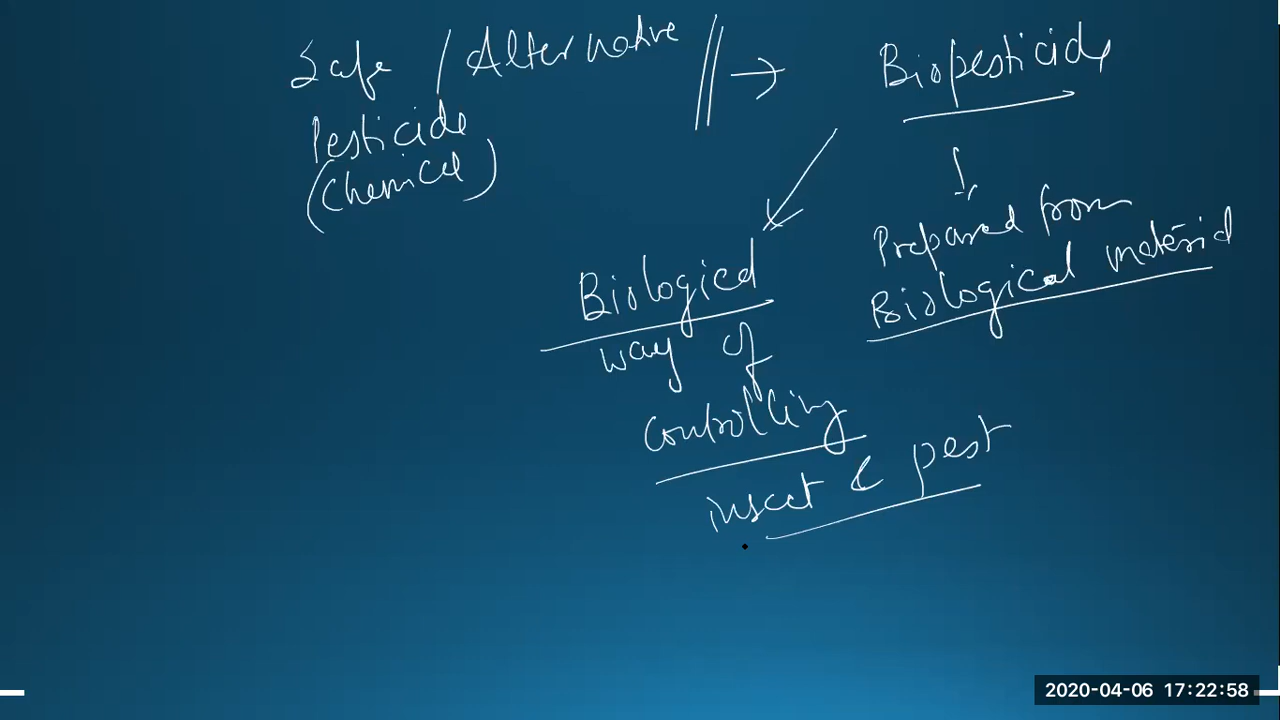 Safe / Alternative // → Biopesticide
Pesticide
(Chemical)
Prepared from
Biological material
Biological
way of
controlling
insect & pest
2020-04-06 17:22:58